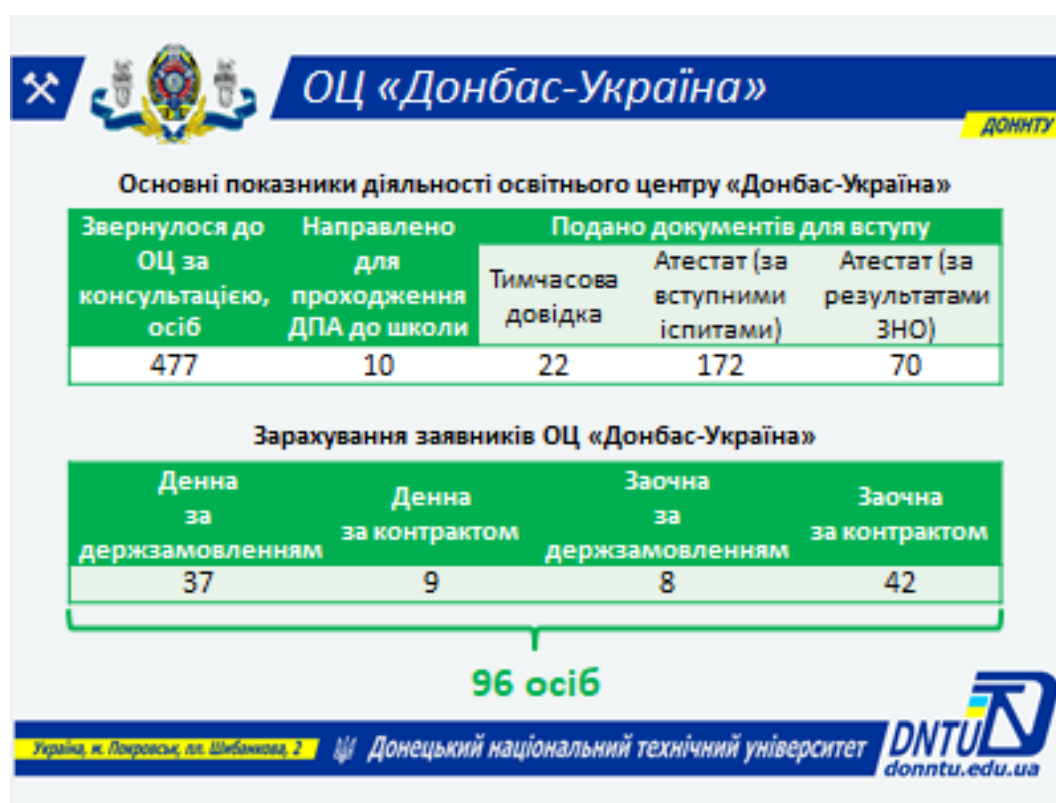 ОЦ «Донбас-Україна»
ДОННТУ
Основні показники діяльності освітнього центру «Донбас-Україна»
Звернулося до ОЦ за консультацією, осіб
Направлено для проходження ДПА до школи
Подано документів для вступу
Тимчасова довідка
Атестат (за вступними іспитами)
Атестат (за результатами ЗНО)
477 10 22 172 70
Зарахування заявників ОЦ «Донбас-Україна»
Денна за держзамовленням
Денна за контрактом
Заочна за держзамовленням
Заочна за контрактом
37 9 8 42
96 осіб
Україна, м. Покровськ, пл. Шибанкова, 2
Донецький національний технічний університет
DNTU
donntu.edu.ua